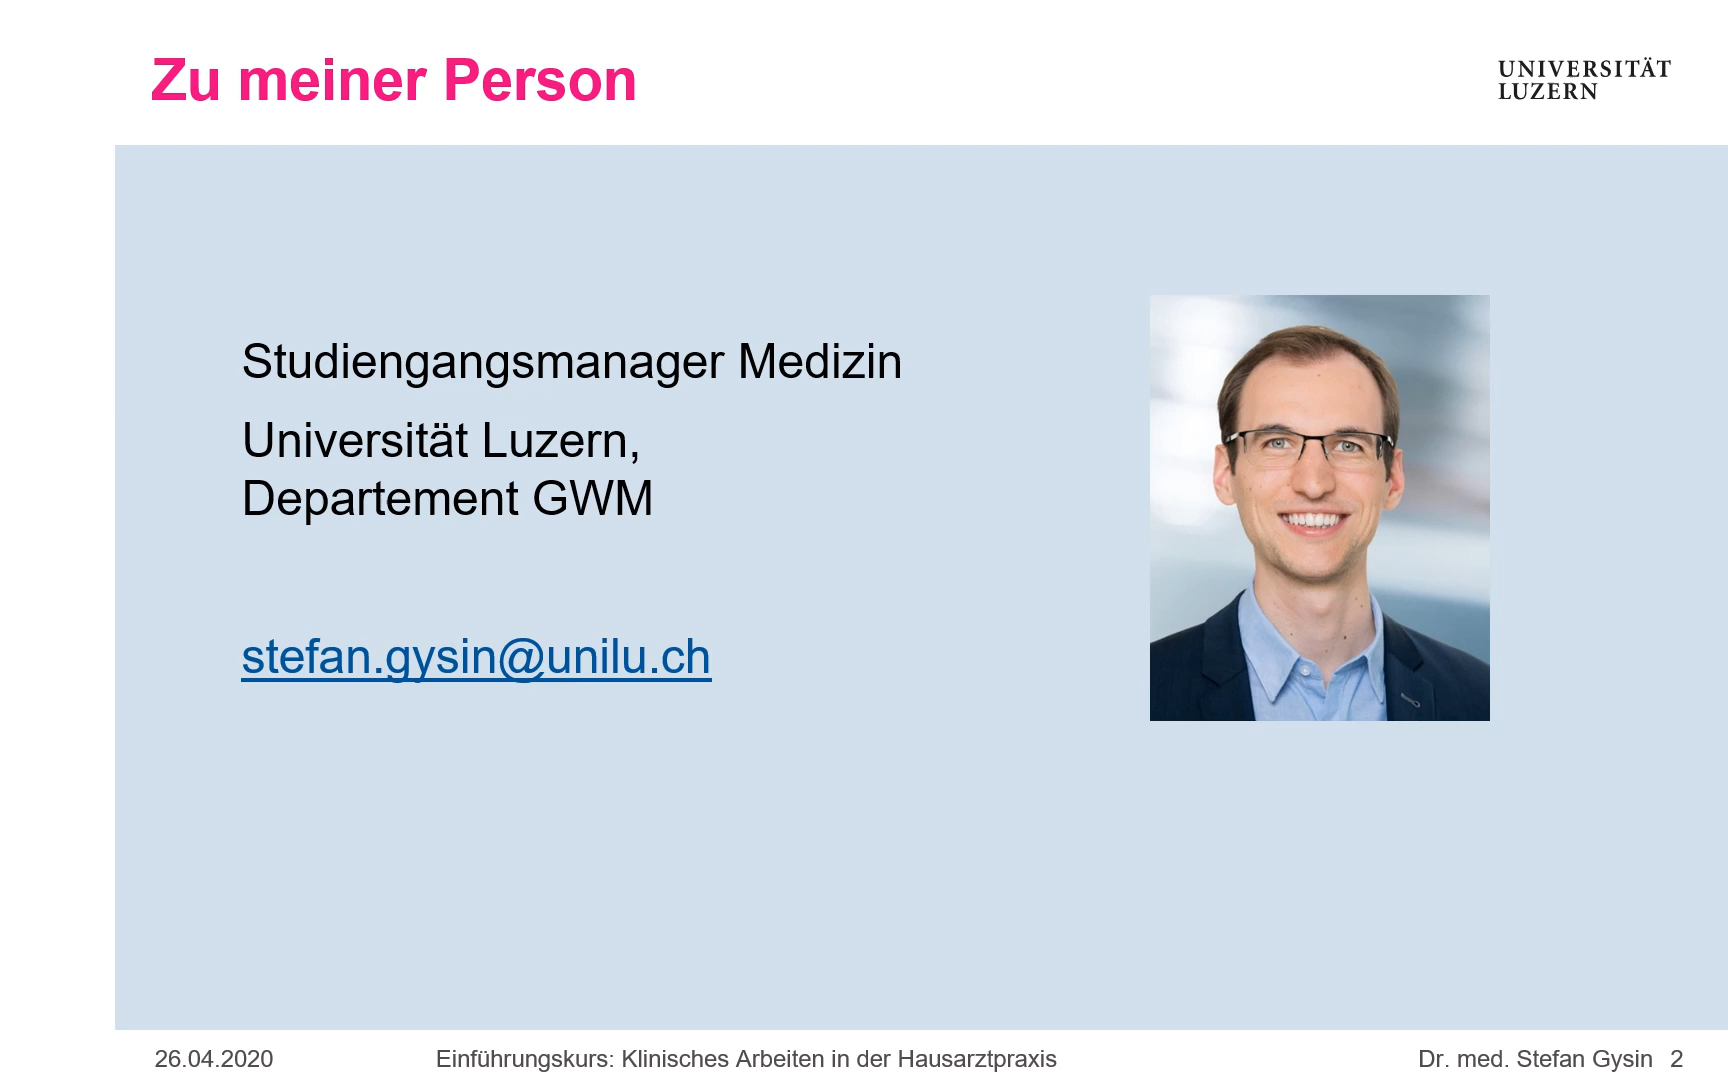 Zu meiner Person
UNIVERSITÄT
LUZERN
Studiengangsmanager Medizin
Universität Luzern,
Departement GWM
stefan.gysin@unilu.ch
26.04.2020 Einführungskurs: Klinisches Arbeiten in der Hausarztpraxis Dr. med. Stefan Gysin 2